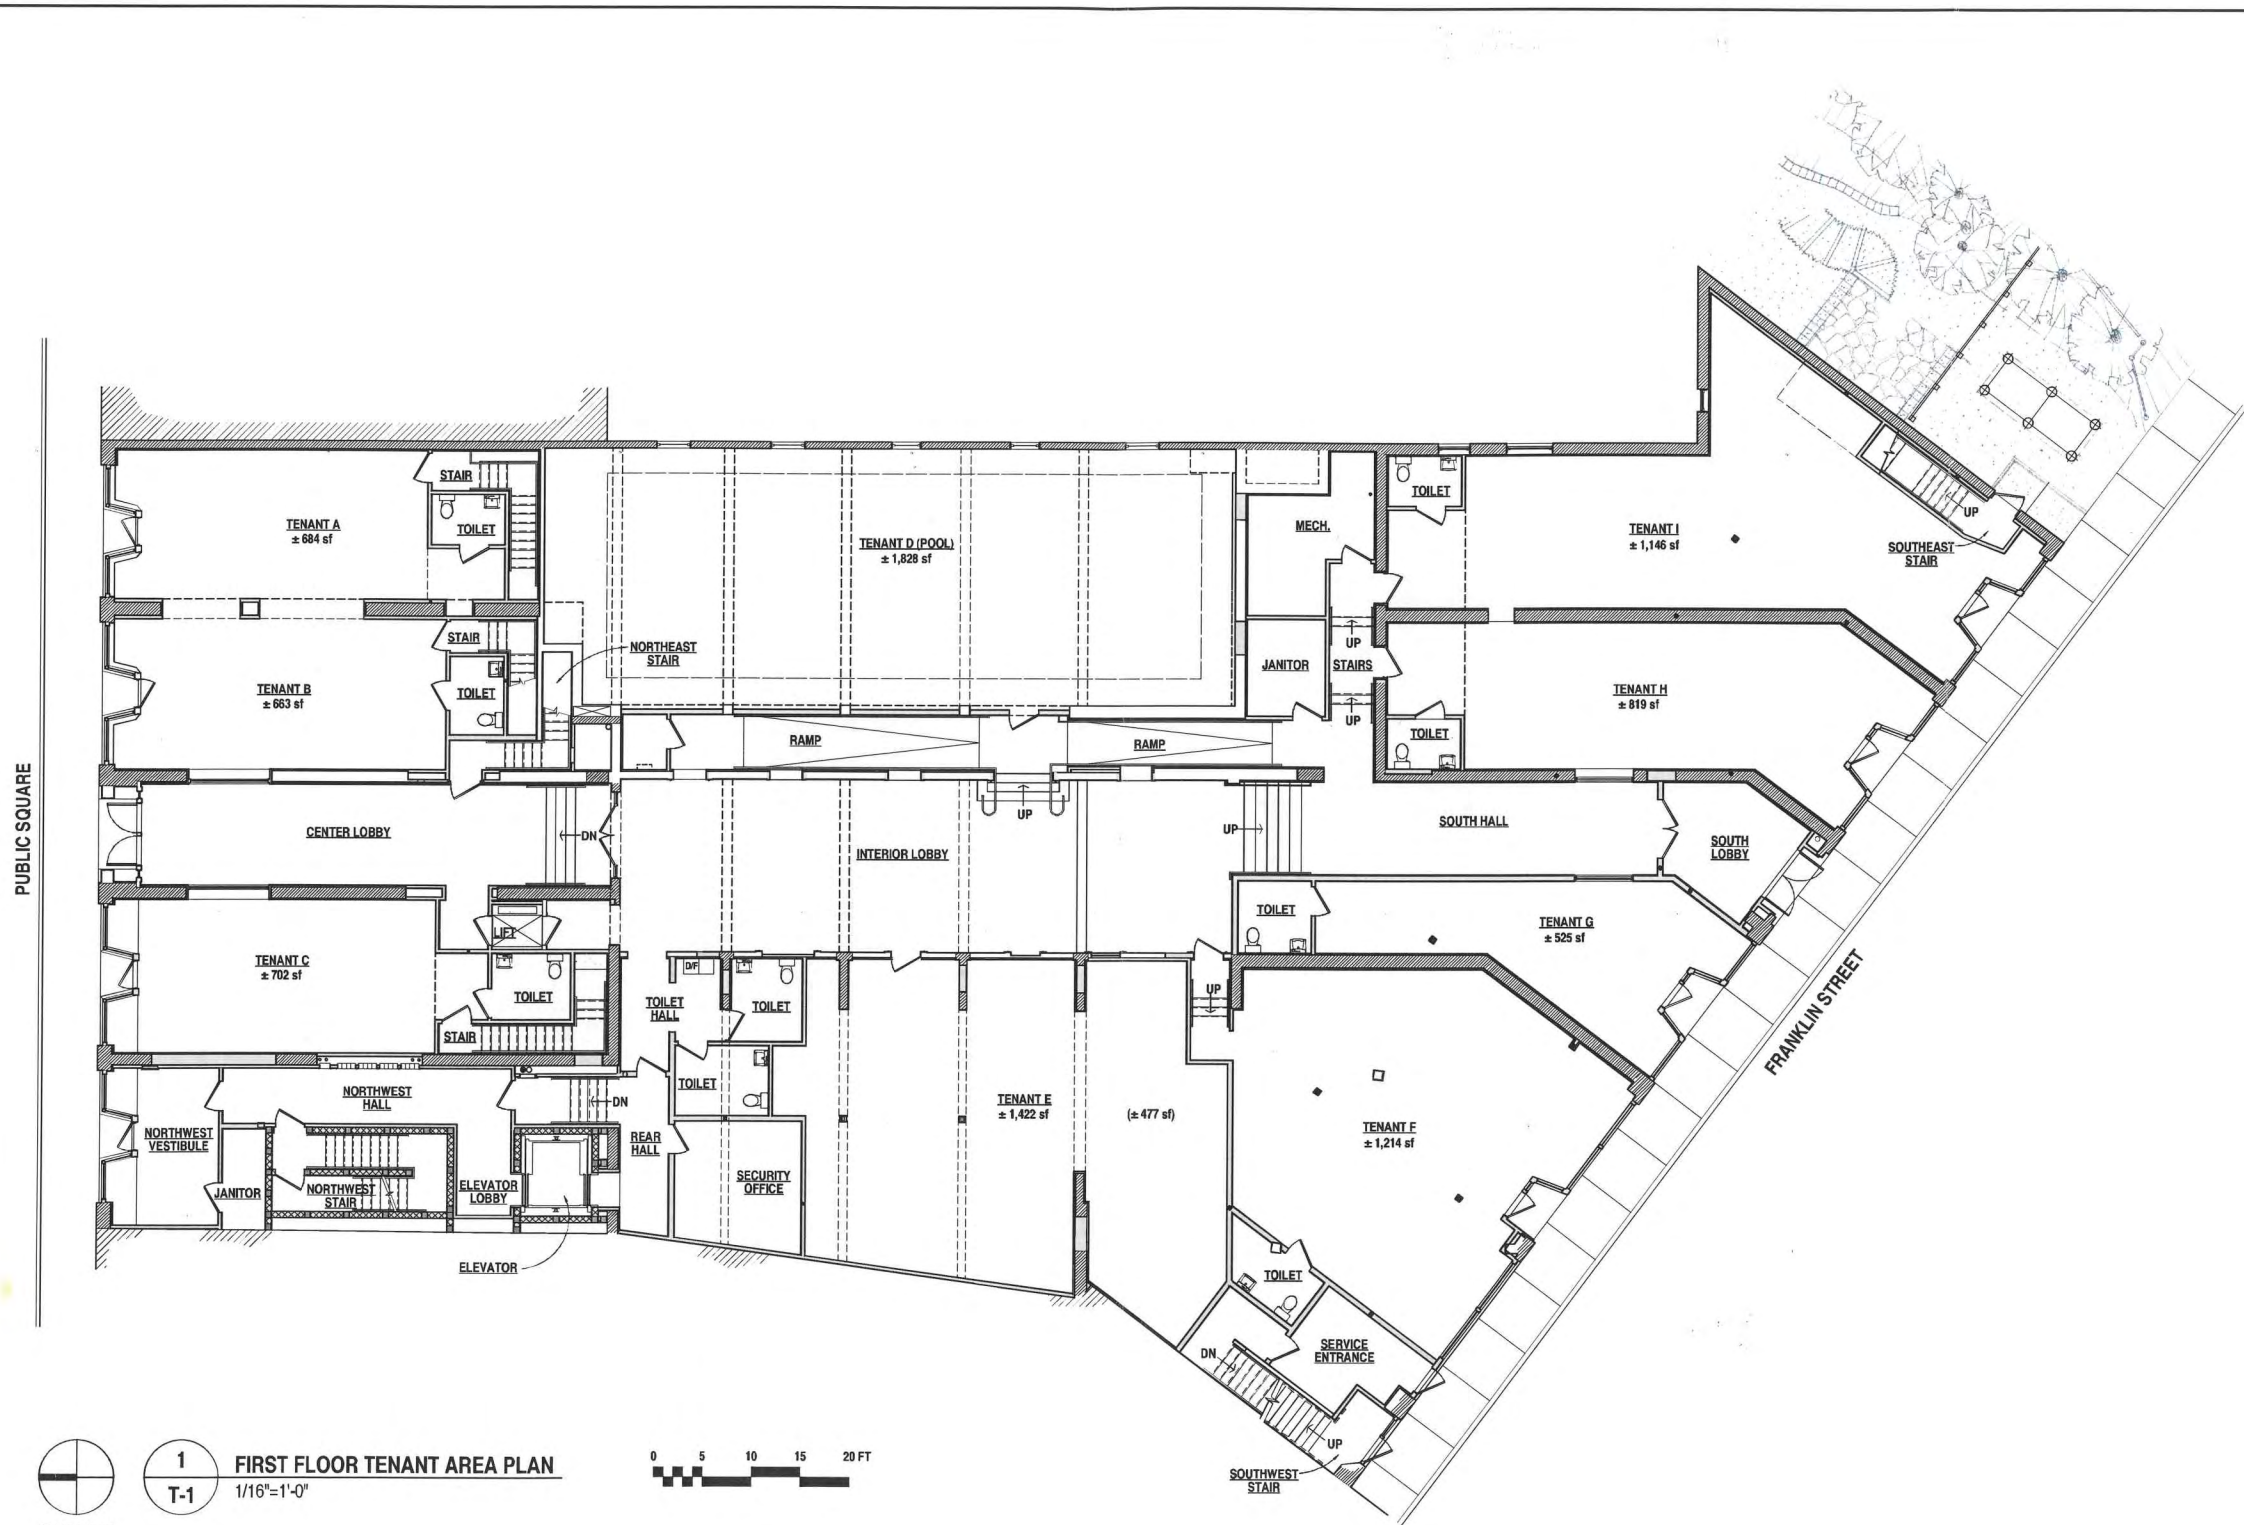 PUBLIC SQUARE
STAIR
TOILET
TENANT A
± 684 sf
TENANT D (POOL)
± 1,828 sf
MECH.
TOILET
TENANT I
± 1,146 sf
UP
SOUTHEAST
STAIR
STAIR
TOILET
TENANT B
± 663 sf
NORTHEAST
STAIR
JANITOR
UP
STAIRS
UP
TENANT H
± 819 sf
TOILET
RAMP
RAMP
CENTER LOBBY
DN
UP
INTERIOR LOBBY
UP
SOUTH HALL
SOUTH
LOBBY
LIFT
TOILET
TENANT G
± 525 sf
TENANT C
± 702 sf
TOILET
STAIR
D/F
TOILET
HALL
TOILET
UP
FRANKLIN STREET
TOILET
NORTHWEST
HALL
DN
NORTHWEST
VESTIBULE
JANITOR
NORTHWEST
STAIR
ELEVATOR
LOBBY
REAR
HALL
SECURITY
OFFICE
TENANT E
± 1,422 sf
(± 477 sf)
TENANT F
± 1,214 sf
ELEVATOR
TOILET
SERVICE
ENTRANCE
DN
UP
SOUTHWEST
STAIR
1
T-1
FIRST FLOOR TENANT AREA PLAN
1/16"=1'-0"
0 5 10 15 20 FT